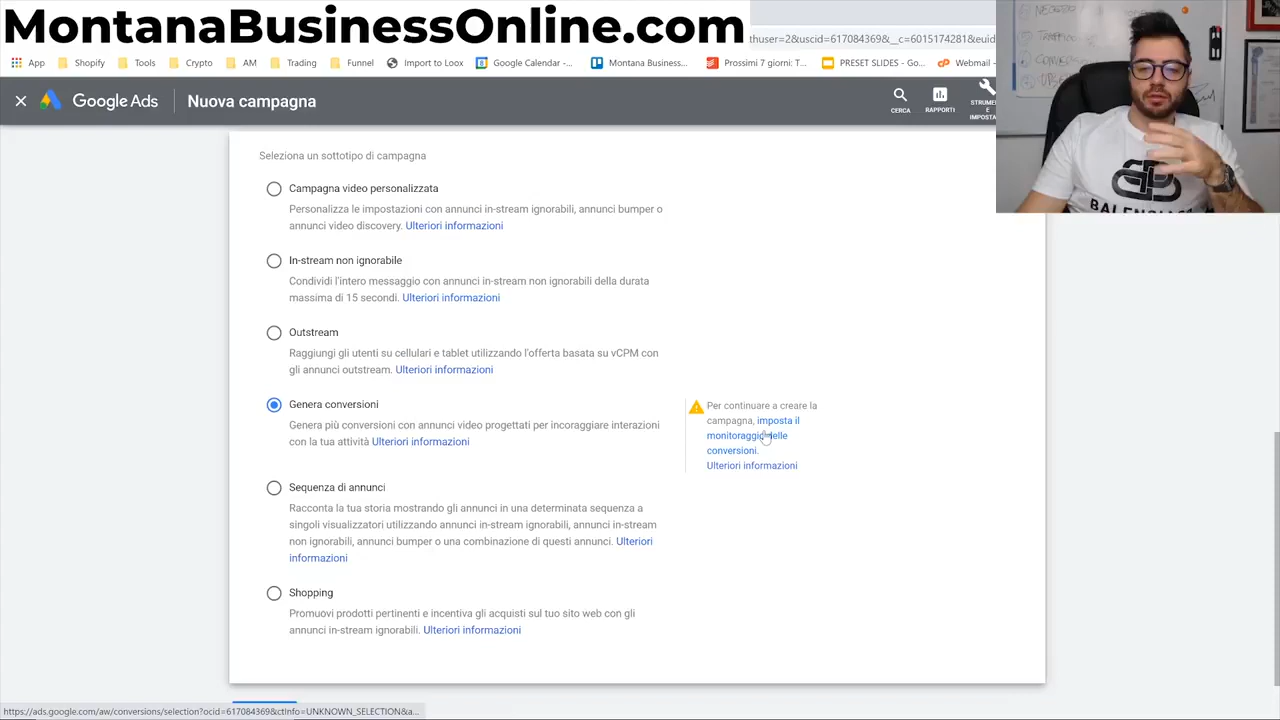 MontanaBusinessOnline.com
thuser=2&uscid=617084369&__c=6015174281&euid
App Shopify Tools Crypto AM Trading Funnel Import to Loox Google Calendar -... Montana Business... Prossimi 7 giorni: T... PRESET SLIDES - Go... Webmail -
Google Ads Nuova campagna
CERCA
RAPPORTI
STRUME
E
IMPOSTA
Seleziona un sottotipo di campagna
Campagna video personalizzata
Personalizza le impostazioni con annunci in-stream ignorabili, annunci bumper o
annunci video discovery. Ulteriori informazioni
In-stream non ignorabile
Condividi l'intero messaggio con annunci in-stream non ignorabili della durata
massima di 15 secondi. Ulteriori informazioni
Outstream
Raggiungi gli utenti su cellulari e tablet utilizzando l'offerta basata su vCPM con
gli annunci outstream. Ulteriori informazioni
Genera conversioni
Genera più conversioni con annunci video progettati per incoraggiare interazioni
con la tua attività Ulteriori informazioni
Per continuare a creare la
campagna, imposta il
monitoraggio delle
conversioni.
Ulteriori informazioni
Sequenza di annunci
Racconta la tua storia mostrando gli annunci in una determinata sequenza a
singoli visualizzatori utilizzando annunci in-stream ignorabili, annunci in-stream
non ignorabili, annunci bumper o una combinazione di questi annunci. Ulteriori
informazioni
Shopping
Promuovi prodotti pertinenti e incentiva gli acquisti sul tuo sito web con gli
annunci in-stream ignorabili. Ulteriori informazioni
https://ads.google.com/aw/conversions/selection?ocid=617084369&ctInfo=UNKNOWN_SELECTION&a...